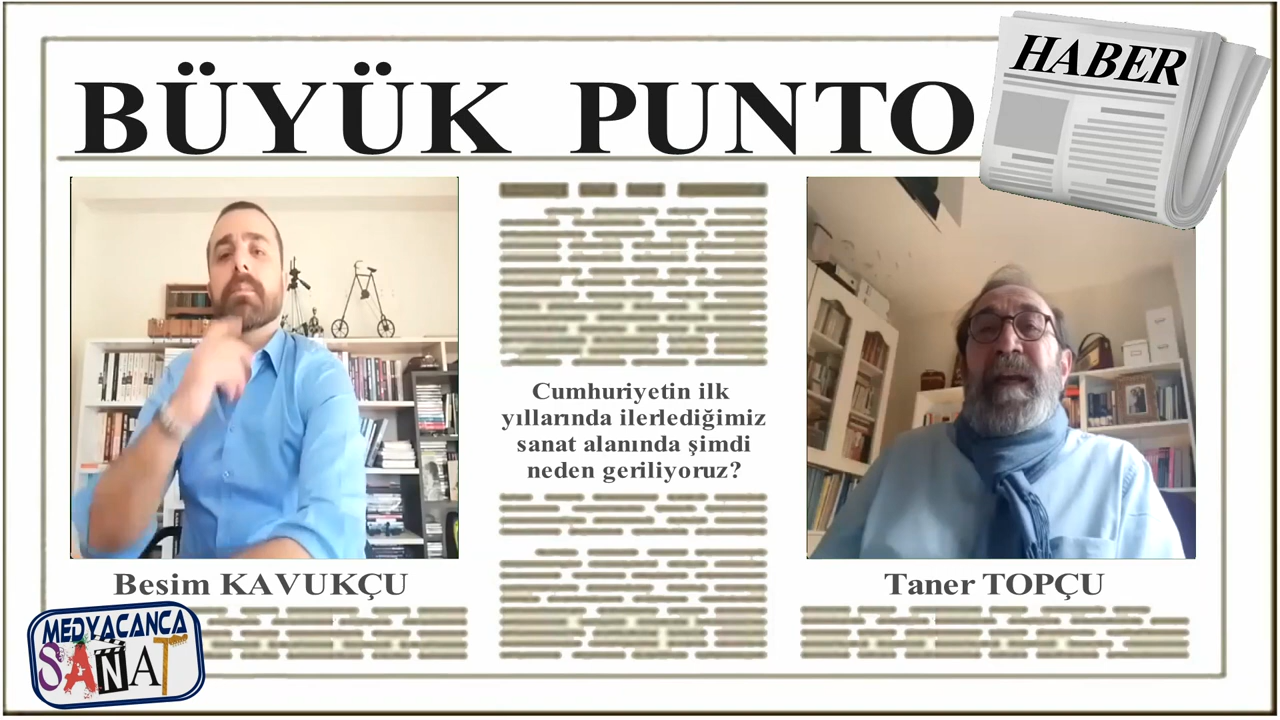 BÜYÜK PUNTO
HABER
Cumhuriyetin ilk
yıllarında ilerlediğimiz
sanat alanında şimdi
neden geriliyoruz?
Besim KAVUKÇU
Taner TOPÇU
MEDYACANCA
SANAT